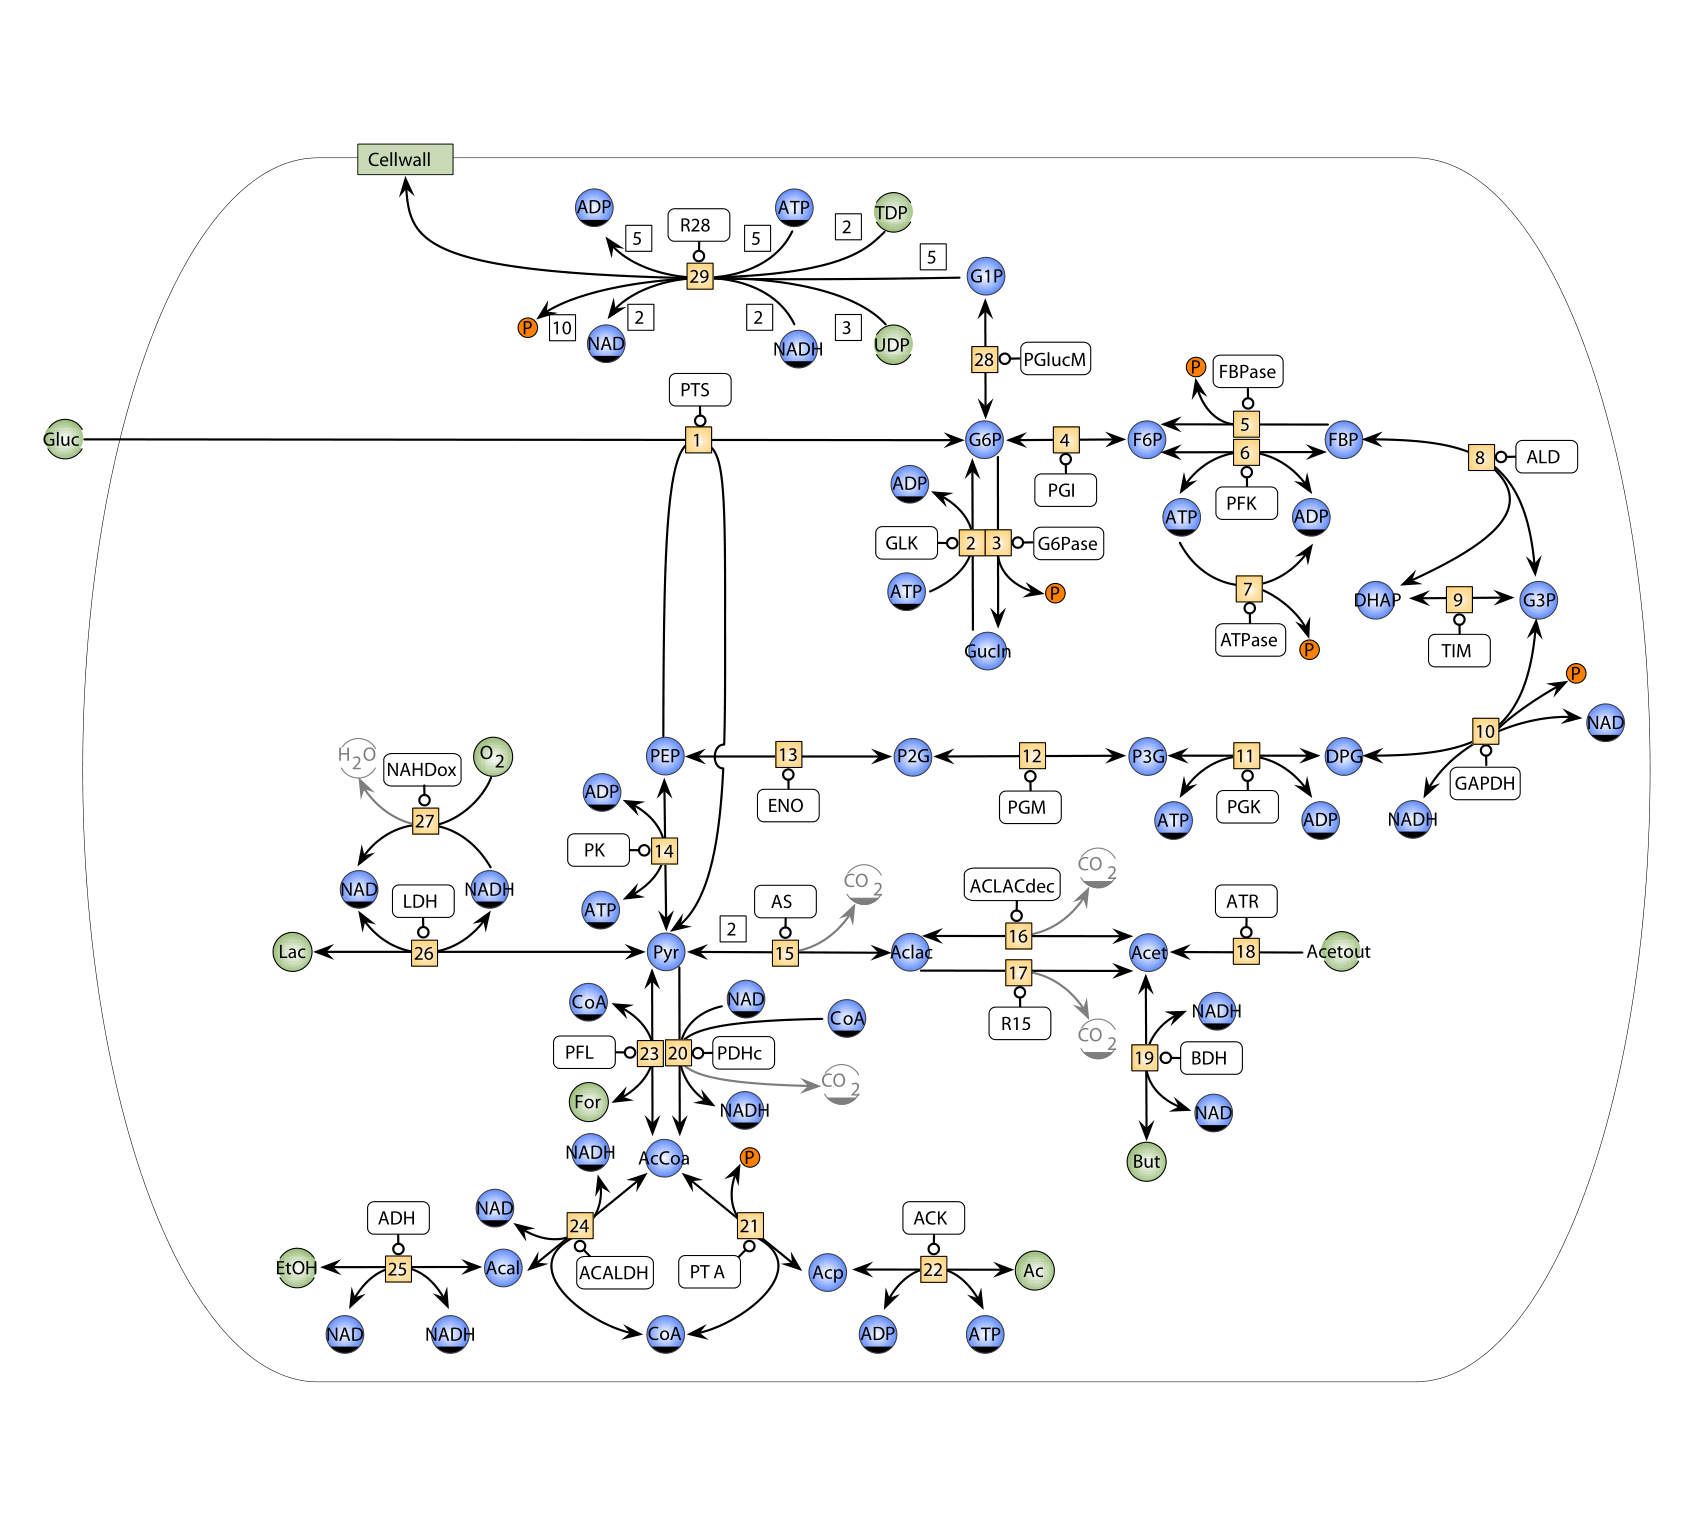 Cellwall
ADP
R28
ATP
TDP
5
5
2
5
29
G1P
P
10
2
NAD
2
NADH
3
UDP
28
PGlucM
PTS
P
FBPase
Gluc
1
G6P
4
F6P
5
FBP
6
8
ALD
ADP
PGI
PFK
ATP
ADP
GLK
2
3
G6Pase
ATP
P
7
DHAP
9
G3P
GucIn
ATPase
P
TIM
P
10
NAD
H2O
NAHDox
O2
PEP
13
P2G
12
P3G
11
DPG
GAPDH
ADP
ENO
PGM
PGK
27
ATP
ADP
NADH
PK
14
NAD
LDH
NADH
ATP
AS
CO2
ACLACdec
CO2
ATR
2
Lac
26
Pyr
15
Aclac
16
Acet
18
Acetout
17
CoA
NAD
CoA
R15
CO2
NADH
PFL
23
20
PDHc
19
BDH
For
NADH
CO2
NAD
NADH
AcCoa
P
But
NAD
ADH
24
21
ACK
EtOH
25
Acal
ACALDH
PT A
Acp
22
Ac
NAD
NADH
CoA
ADP
ATP